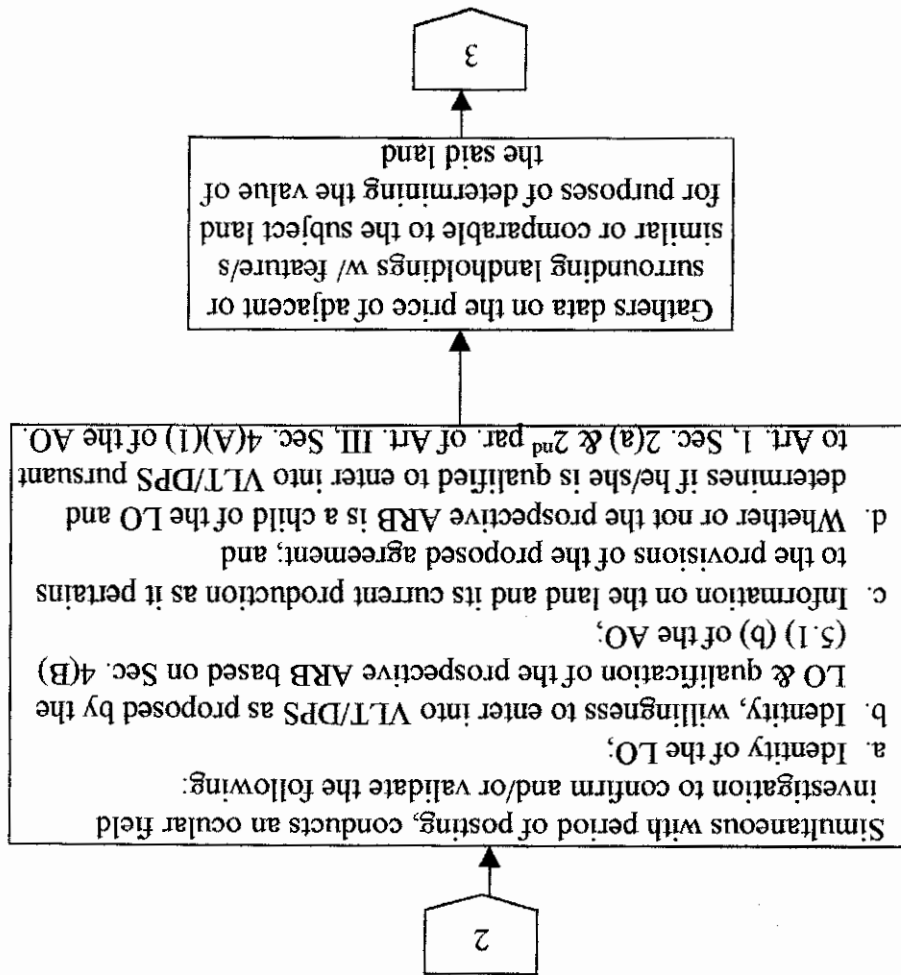 2
Simultaneous with period of posting, conducts an ocular field
investigation to confirm and/or validate the following:
a. Identity of the LO;
b. Identity, willingness to enter into VLT/DPS as proposed by the
LO & qualification of the prospective ARB based on Sec. 4(B)
(5.1) (b) of the AO;
c. Information on the land and its current production as it pertains
to the provisions of the proposed agreement; and
d. Whether or not the prospective ARB is a child of the LO and
determines if he/she is qualified to enter into VLT/DPS pursuant
to Art. 1, Sec. 2(a) & 2nd par. of Art. III, Sec. 4(A)(1) of the AO.
Gathers data on the price of adjacent or
surrounding landholdings w/ feature/s
similar or comparable to the subject land
for purposes of determining the value of
the said land
3